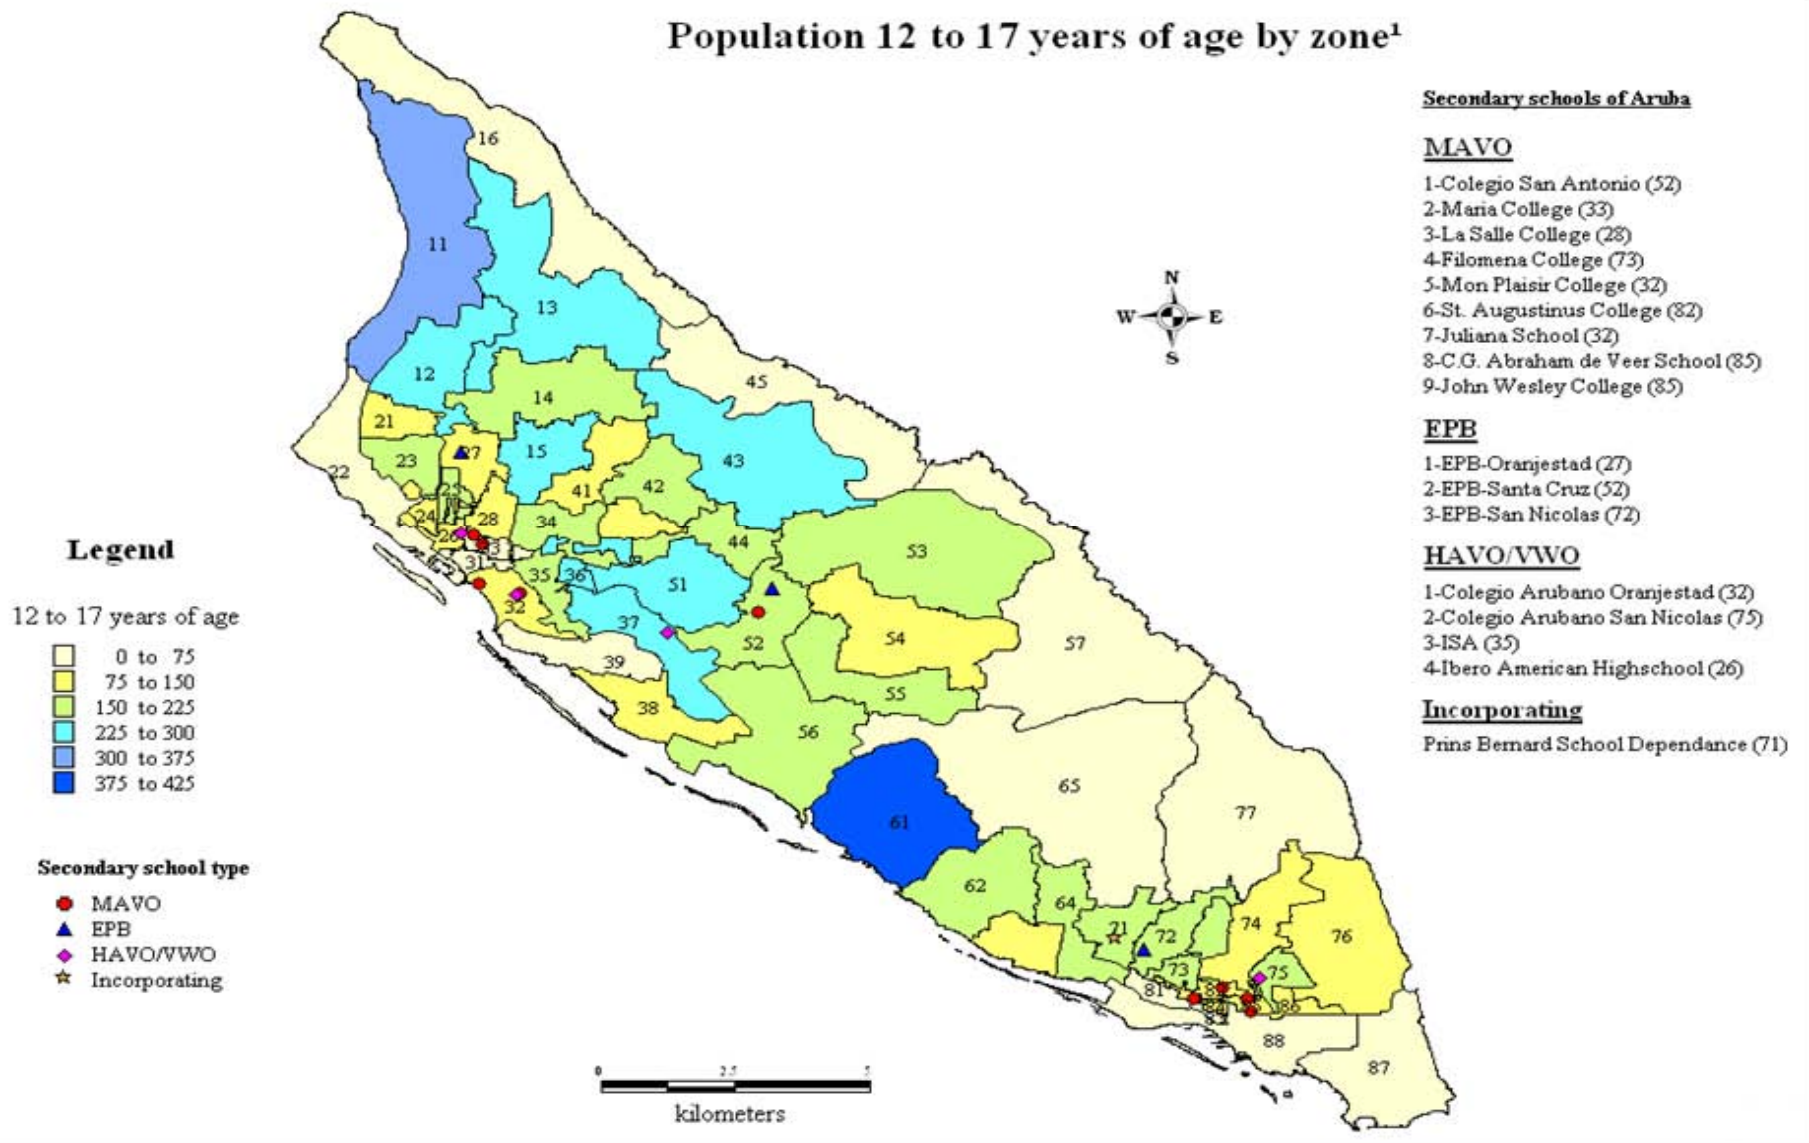 Population 12 to 17 years of age by zone¹
Secondary schools of Aruba
MAVO
1-Colegio San Antonio (52)
2-Maria College (33)
3-La Salle College (28)
4-Filomena College (73)
5-Mon Plaisir College (32)
6-St. Augustinus College (82)
7-Juliana School (32)
8-C.G. Abraham de Veer School (85)
9-John Wesley College (85)
EPB
1-EPB-Oranjestad (27)
2-EPB-Santa Cruz (52)
3-EPB-San Nicolas (72)
HAVO/VWO
1-Colegio Arubano Oranjestad (32)
2-Colegio Arubano San Nicolas (75)
3-ISA (35)
4-Ibero American Highschool (26)
Incorporating
Prins Bernard School Dependance (71)
N
W E
S
Legend
12 to 17 years of age
0 to 75
75 to 150
150 to 225
225 to 300
300 to 375
375 to 425
Secondary school type
MAVO
EPB
HAVO/VWO
Incorporating
16
11
13
12
45
14
21
15
23
27
43
22
41
42
25
24
28
34
26
44
53
31
35
36
51
32
37
54
52
57
39
55
38
56
65
61
77
62
64
74
71
72
76
73
75
81
86
88
87
0 2.5 5
kilometers